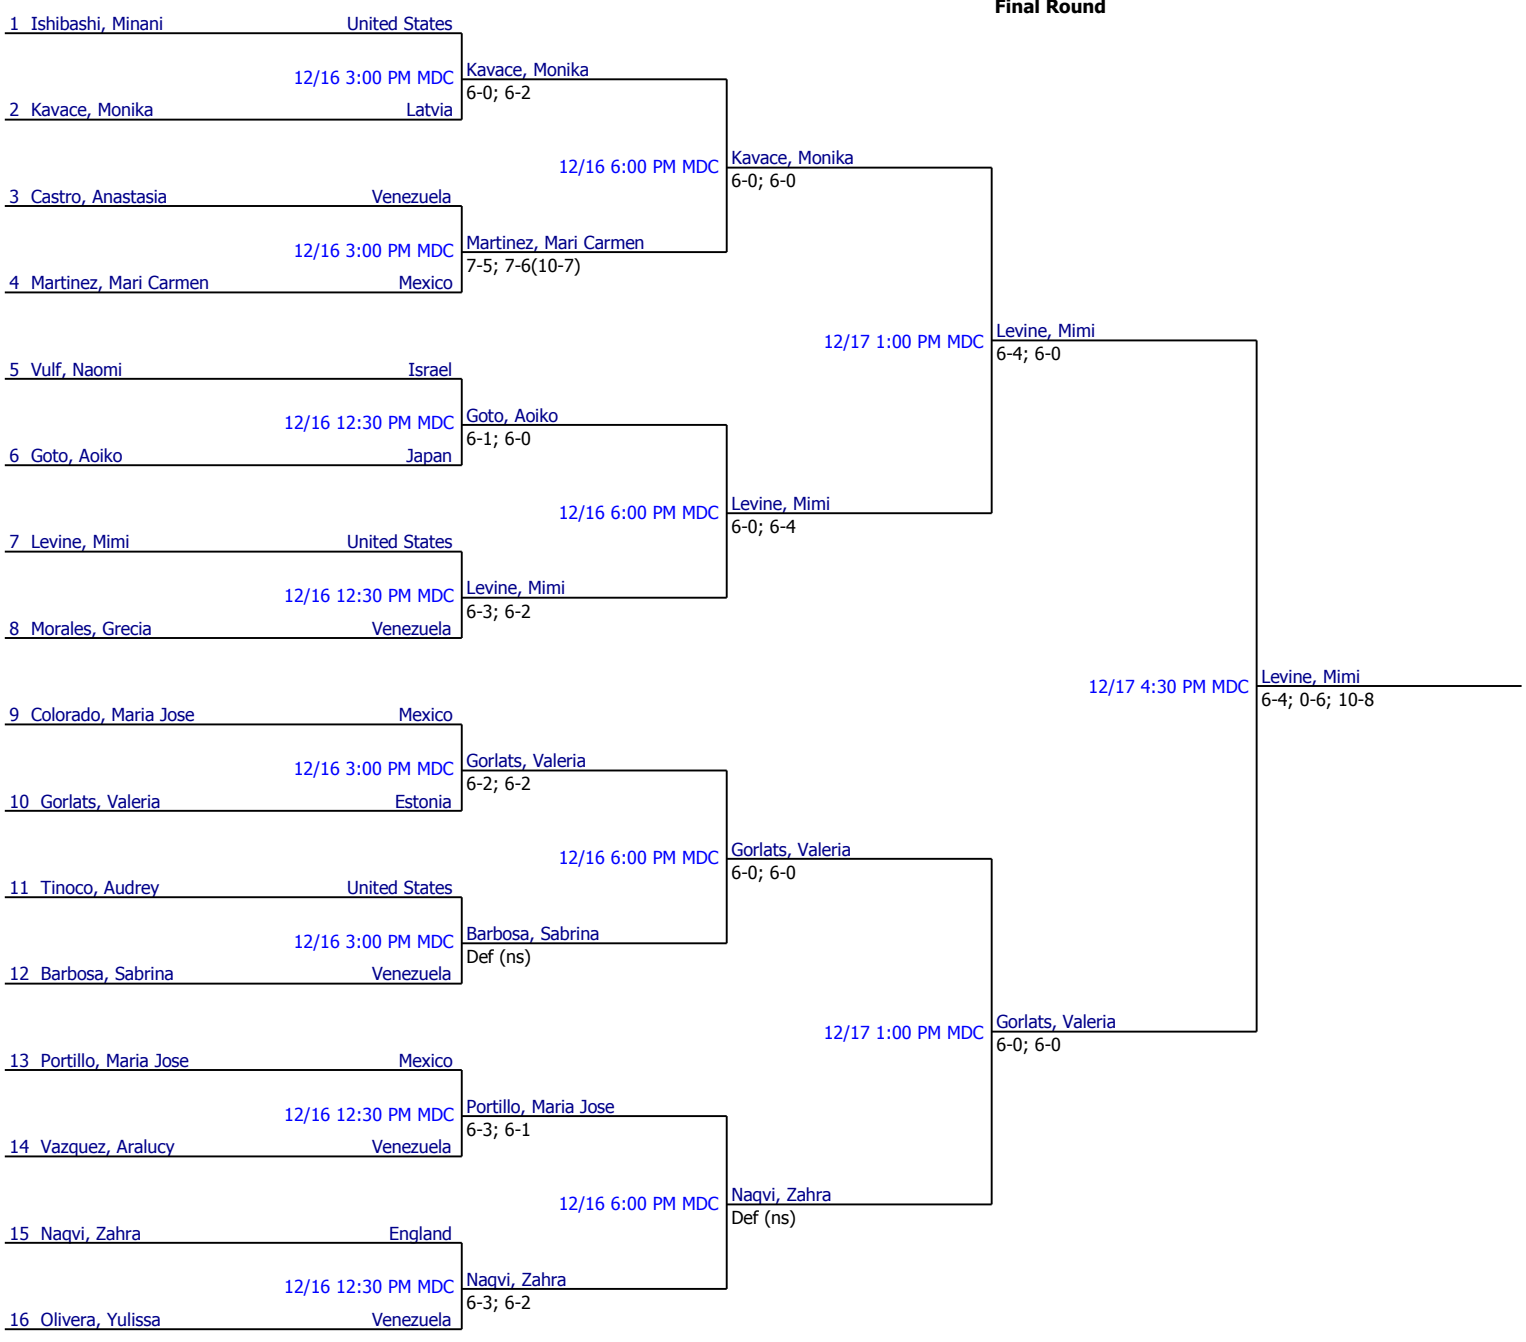 Final Round
1 Ishibashi, Minani United States
12/16 3:00 PM MDC Kavace, Monika
6-0; 6-2
2 Kavace, Monika Latvia
12/16 6:00 PM MDC Kavace, Monika
6-0; 6-0
3 Castro, Anastasia Venezuela
12/16 3:00 PM MDC Martinez, Mari Carmen
7-5; 7-6(10-7)
4 Martinez, Mari Carmen Mexico
12/17 1:00 PM MDC Levine, Mimi
6-4; 6-0
5 Vulf, Naomi Israel
12/16 12:30 PM MDC Goto, Aoiko
6-1; 6-0
6 Goto, Aoiko Japan
12/16 6:00 PM MDC Levine, Mimi
6-0; 6-4
7 Levine, Mimi United States
12/16 12:30 PM MDC Levine, Mimi
6-3; 6-2
8 Morales, Grecia Venezuela
12/17 4:30 PM MDC Levine, Mimi
6-4; 0-6; 10-8
9 Colorado, Maria Jose Mexico
12/16 3:00 PM MDC Gorlats, Valeria
6-2; 6-2
10 Gorlats, Valeria Estonia
12/16 6:00 PM MDC Gorlats, Valeria
6-0; 6-0
11 Tinoco, Audrey United States
12/16 3:00 PM MDC Barbosa, Sabrina
Def (ns)
12 Barbosa, Sabrina Venezuela
12/17 1:00 PM MDC Gorlats, Valeria
6-0; 6-0
13 Portillo, Maria Jose Mexico
12/16 12:30 PM MDC Portillo, Maria Jose
6-3; 6-1
14 Vazquez, Aralucy Venezuela
12/16 6:00 PM MDC Naqvi, Zahra
Def (ns)
15 Naqvi, Zahra England
12/16 12:30 PM MDC Naqvi, Zahra
6-3; 6-2
16 Olivera, Yulissa Venezuela